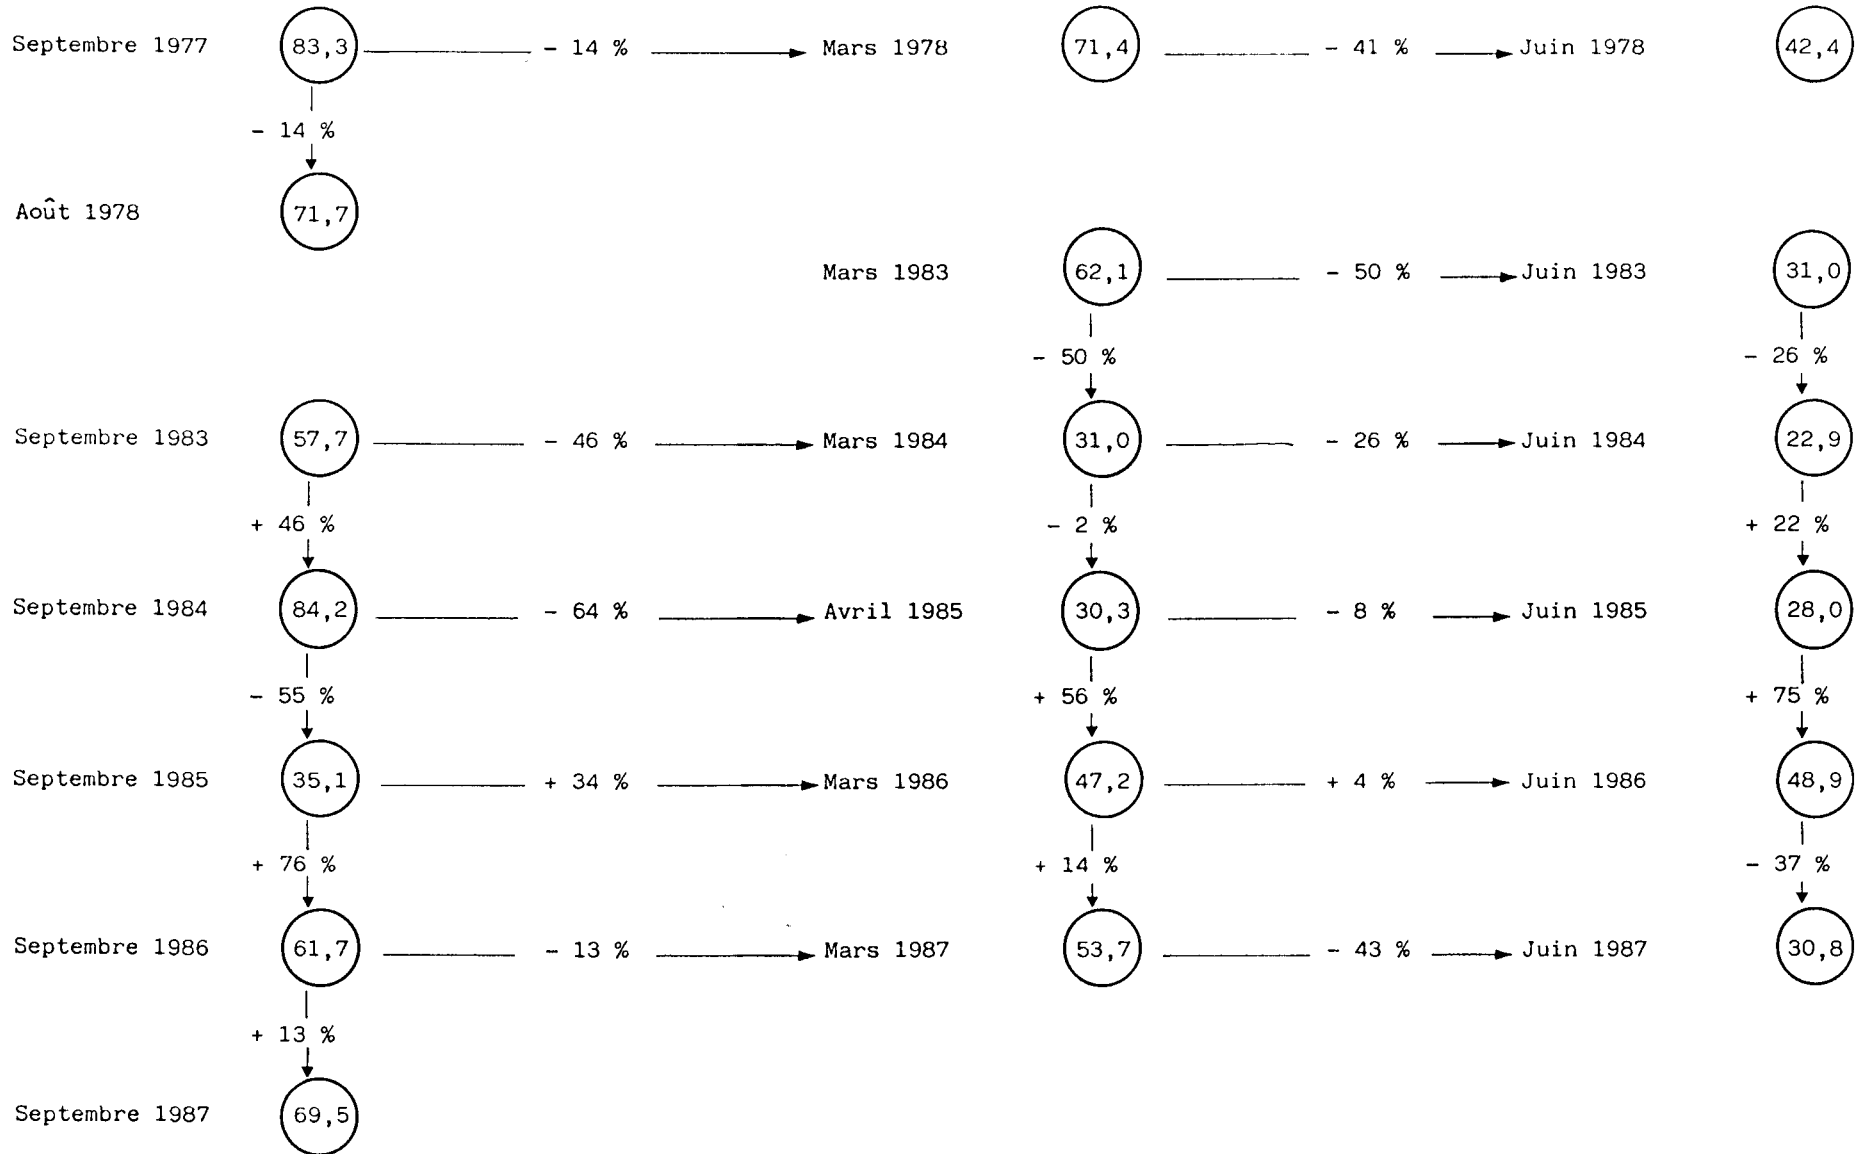 Septembre 1977 83,3 - 14 % Mars 1978 71,4 - 41 % Juin 1978 42,4
- 14 %
Août 1978 71,7
Mars 1983 62,1 - 50 % Juin 1983 31,0
- 50 % - 26 %
Septembre 1983 57,7 - 46 % Mars 1984 31,0 - 26 % Juin 1984 22,9
+ 46 % - 2 % + 22 %
Septembre 1984 84,2 - 64 % Avril 1985 30,3 - 8 % Juin 1985 28,0
- 55 % + 56 % + 75 %
Septembre 1985 35,1 + 34 % Mars 1986 47,2 + 4 % Juin 1986 48,9
+ 76 % + 14 % - 37 %
Septembre 1986 61,7 - 13 % Mars 1987 53,7 - 43 % Juin 1987 30,8
+ 13 %
Septembre 1987 69,5